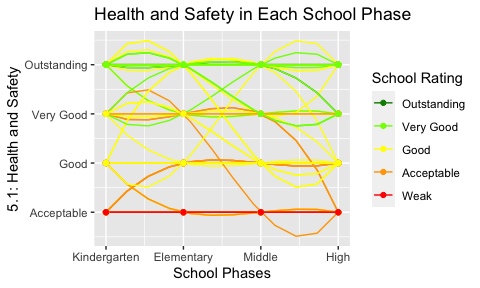 Health and Safety in Each School Phase
5.1: Health and Safety
Outstanding
Very Good
Good
Acceptable
Kindergarten
Elementary
Middle
High
School Phases
School Rating
Outstanding
Very Good
Good
Acceptable
Weak